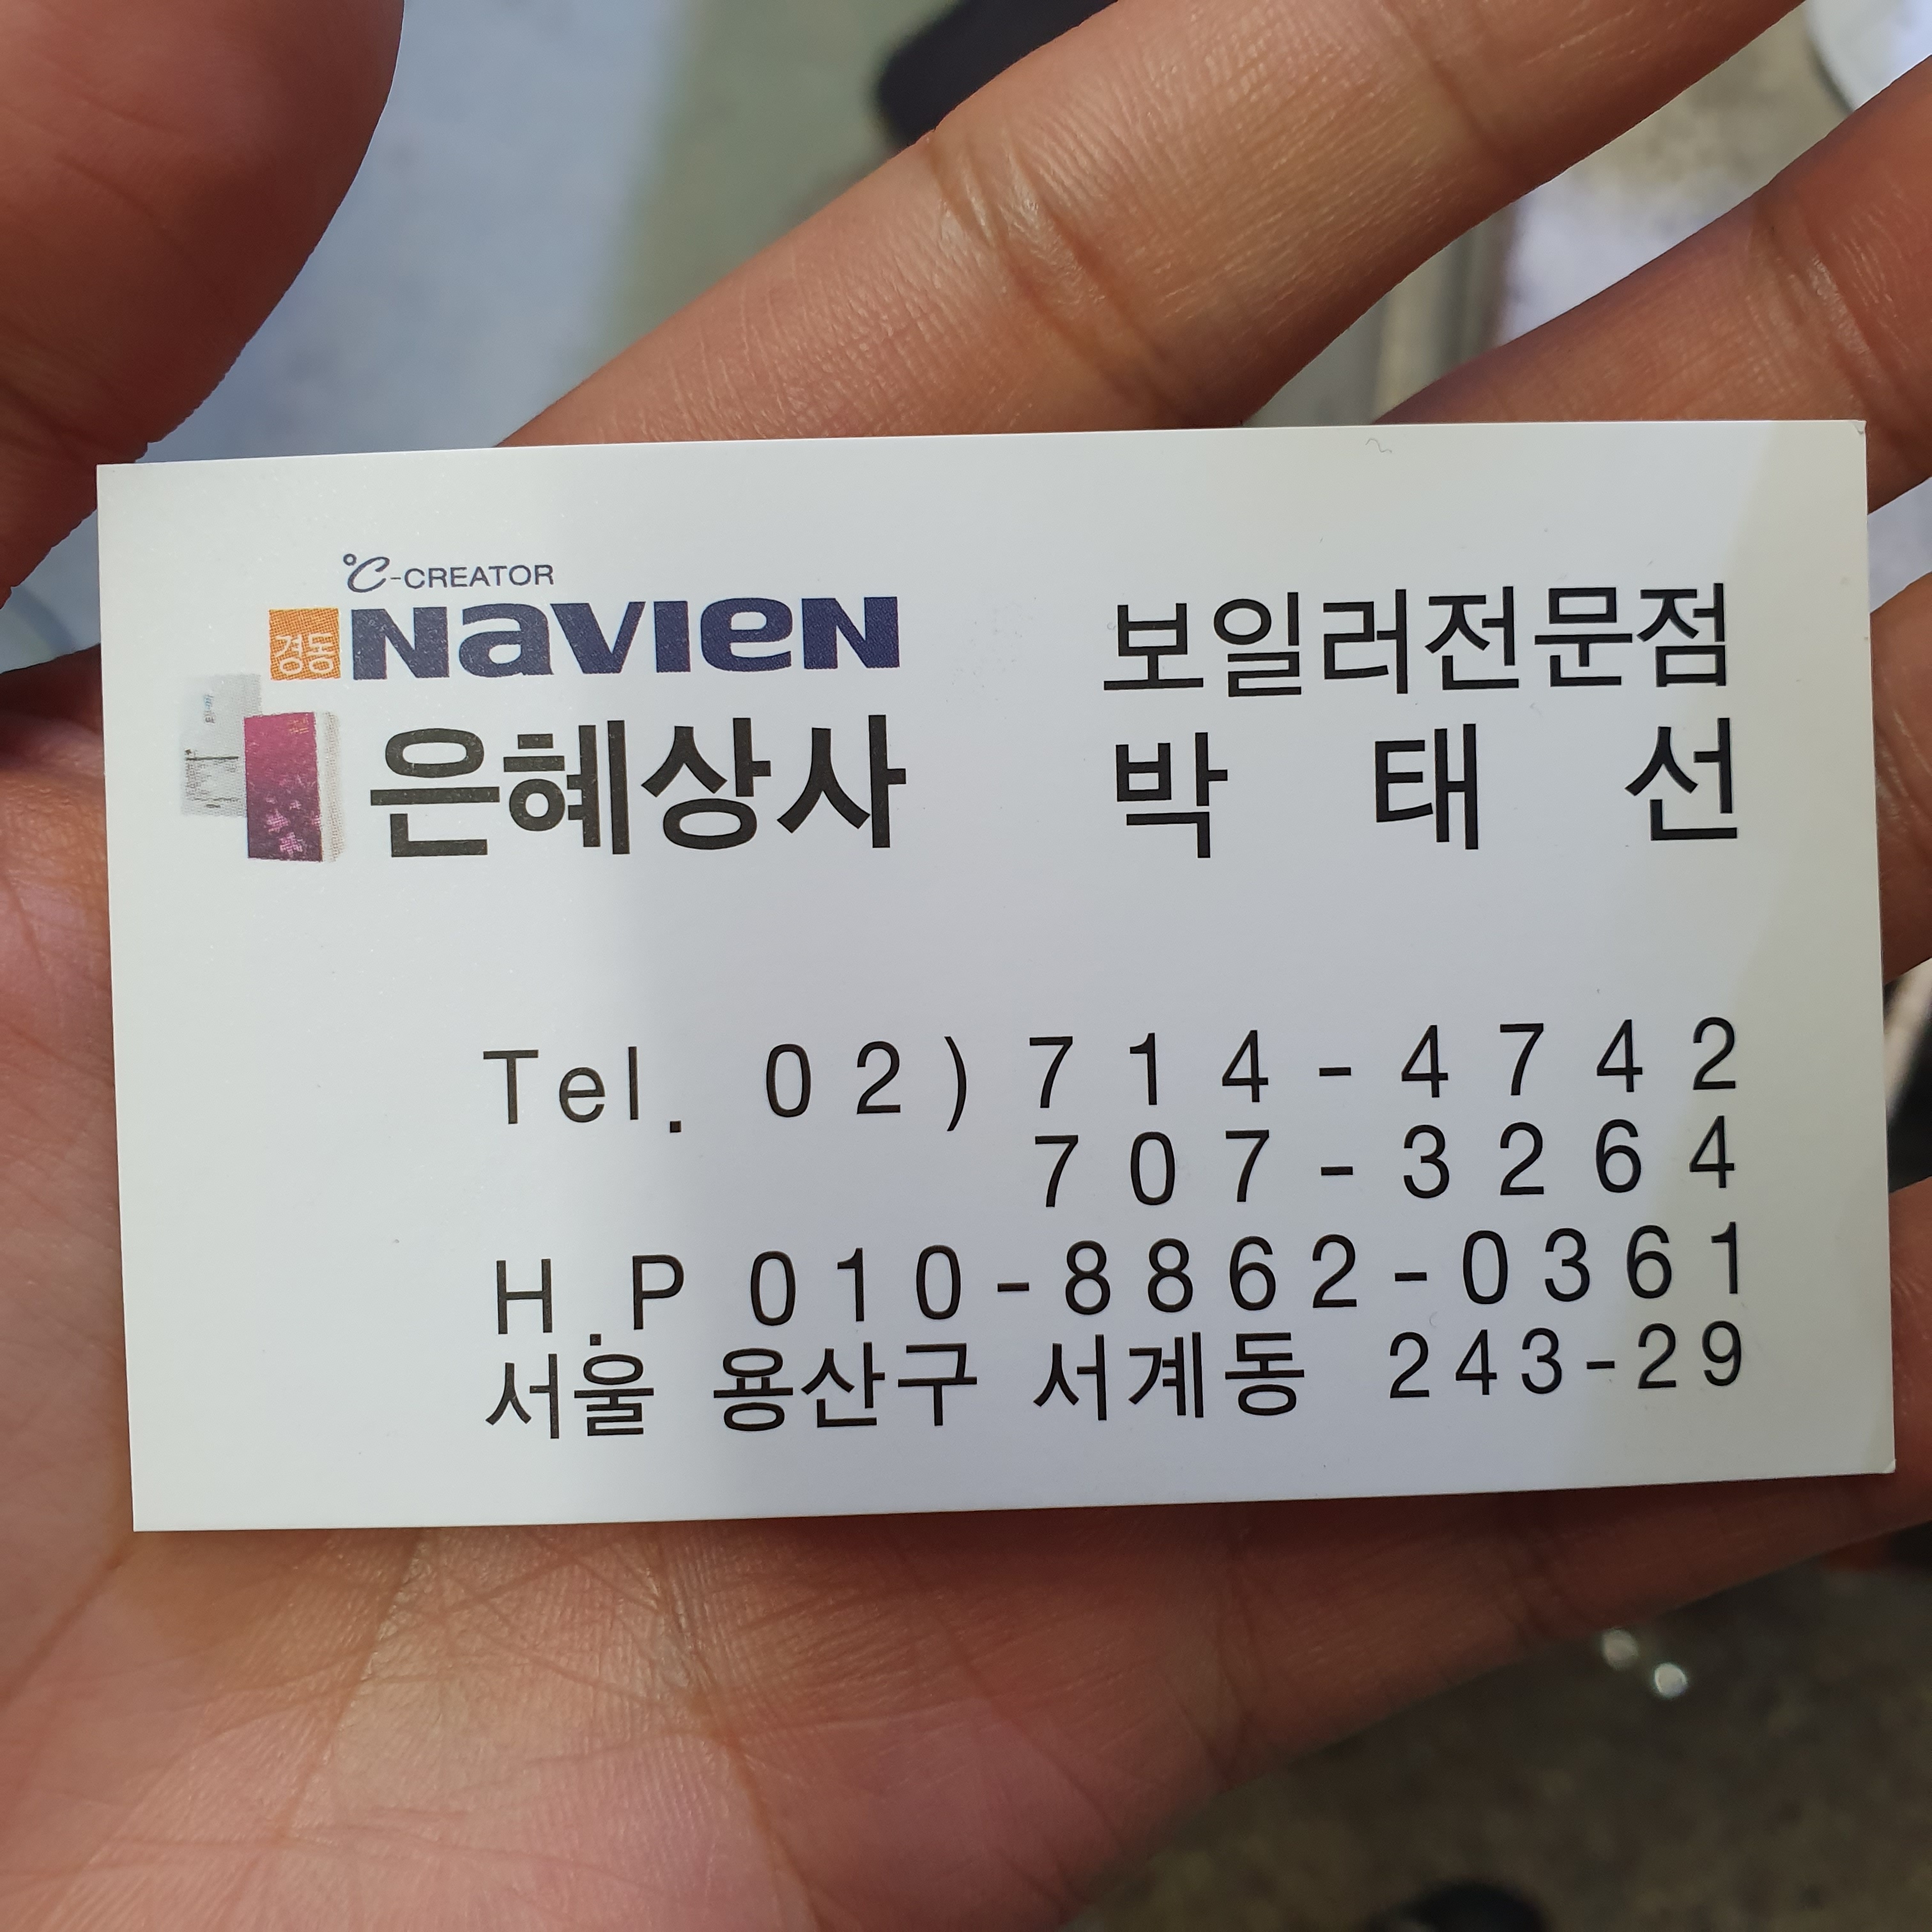 ℃-CREATOR
경동 NAVIEN 보일러전문점
은혜상사 박 태 선
Tel. 02) 714-4742
707-3264
H.P 010-8862-0361
서울 용산구 서계동 243-29